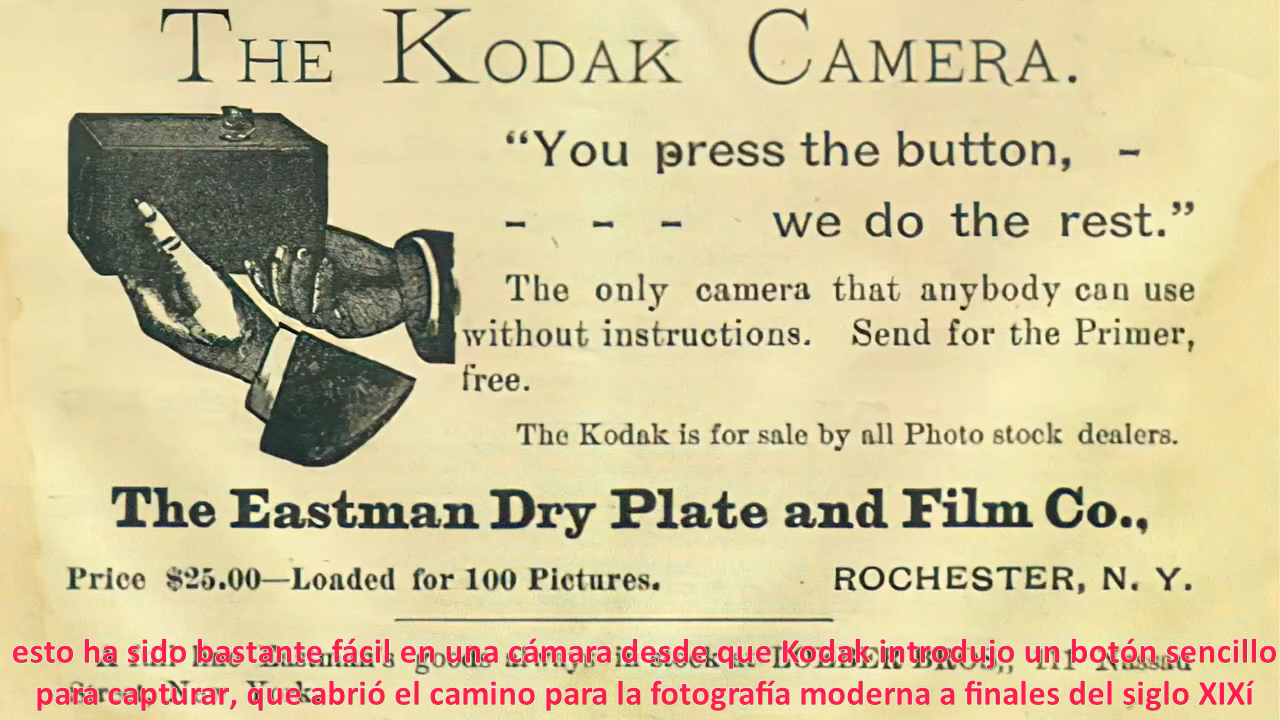 THE KODAK CAMERA.
“You press the button, -
- - - we do the rest.”
The only camera that anybody can use
without instructions. Send for the Primer,
free.
The Kodak is for sale by all Photo stock dealers.
The Eastman Dry Plate and Film Co.,
Price $25.00—Loaded for 100 Pictures.
ROCHESTER, N. Y.
esto ha sido bastante fácil en una cámara desde que Kodak introdujo un botón sencillo
para capturar, que abrió el camino para la fotografía moderna a finales del siglo XIXí